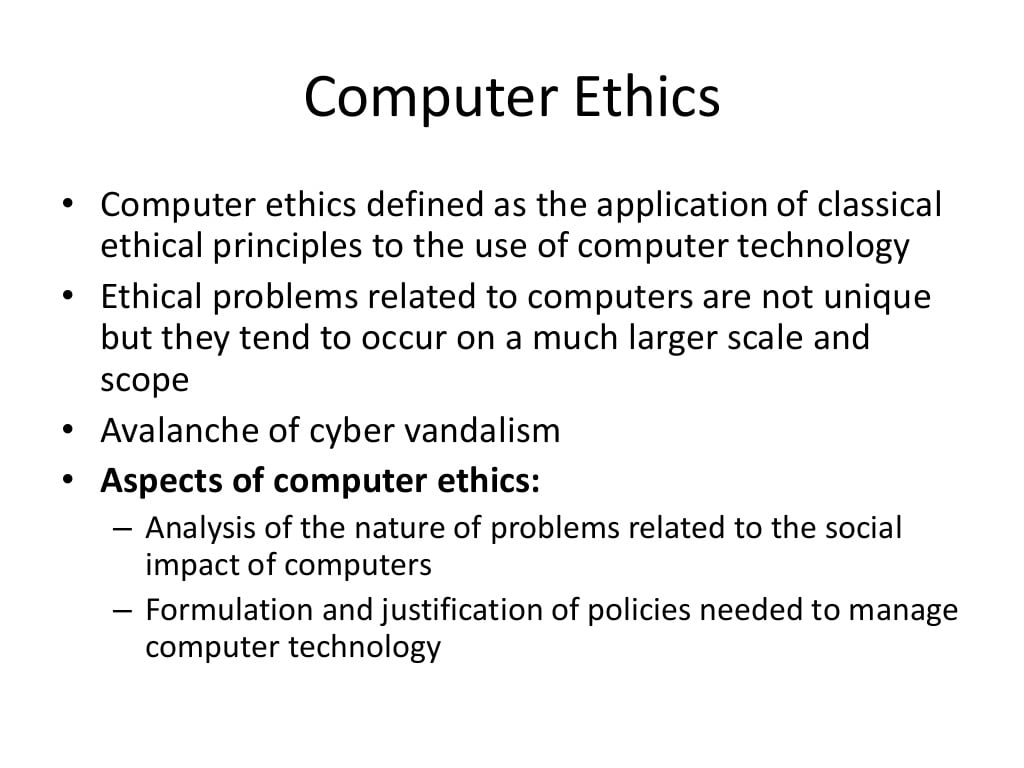 Computer Ethics
• Computer ethics defined as the application of classical
ethical principles to the use of computer technology
• Ethical problems related to computers are not unique
but they tend to occur on a much larger scale and
scope
• Avalanche of cyber vandalism
• Aspects of computer ethics:
– Analysis of the nature of problems related to the social
impact of computers
– Formulation and justification of policies needed to manage
computer technology